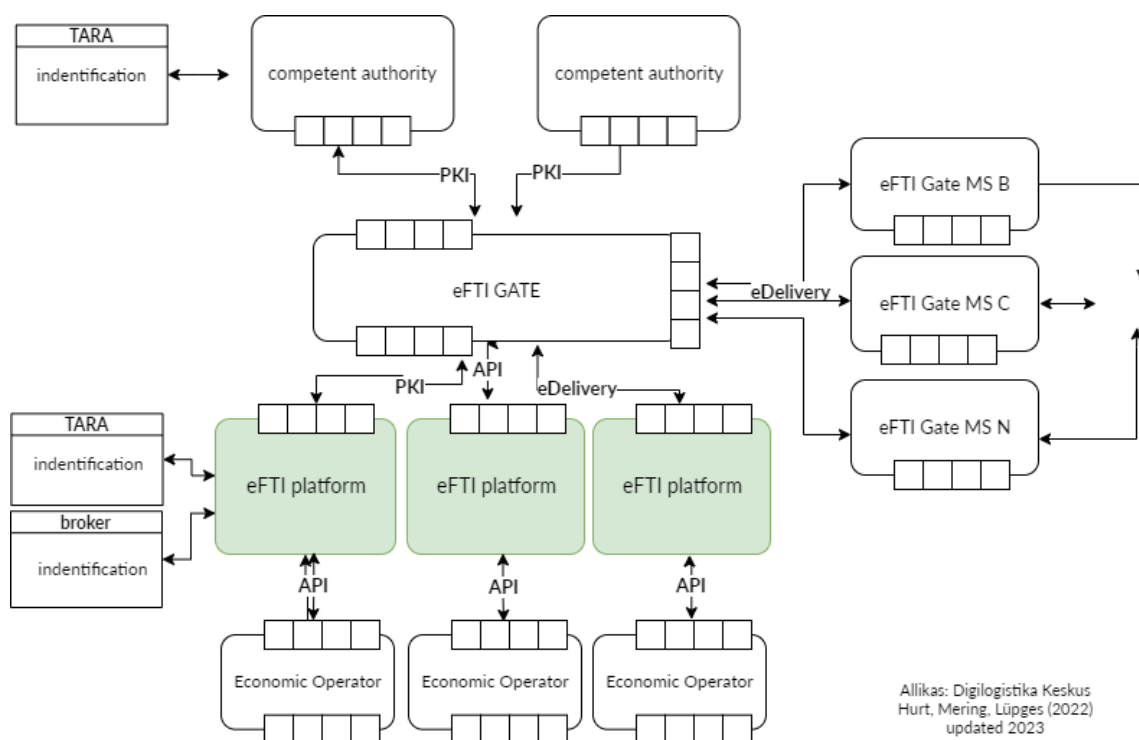 TARA
indentification
competent authority
competent authority
PKI
PKI
eFTI Gate MS B
eFTI GATE
eDelivery
eFTI Gate MS C
API
PKI
eDelivery
eFTI Gate MS N
TARA
indentification
eFTI platform
eFTI platform
eFTI platform
broker
indentification
API
API
API
Economic Operator
Economic Operator
Economic Operator
Allikas: Digilogistika Keskus
Hurt, Mering, Lüpges (2022)
updated 2023